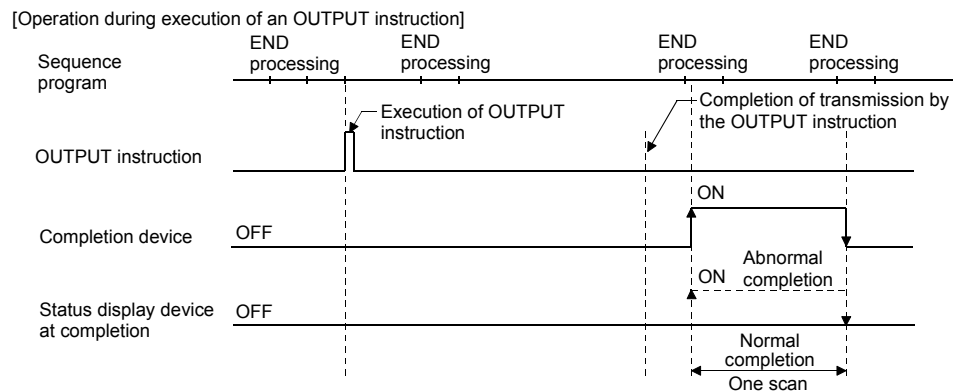 [Operation during execution of an OUTPUT instruction]
END
processing
END
processing
END
processing
END
processing
Sequence
program
Execution of OUTPUT
instruction
Completion of transmission by
the OUTPUT instruction
OUTPUT instruction
ON
Completion device
OFF
Abnormal
completion
ON
Status display device
at completion
OFF
Normal
completion
One scan